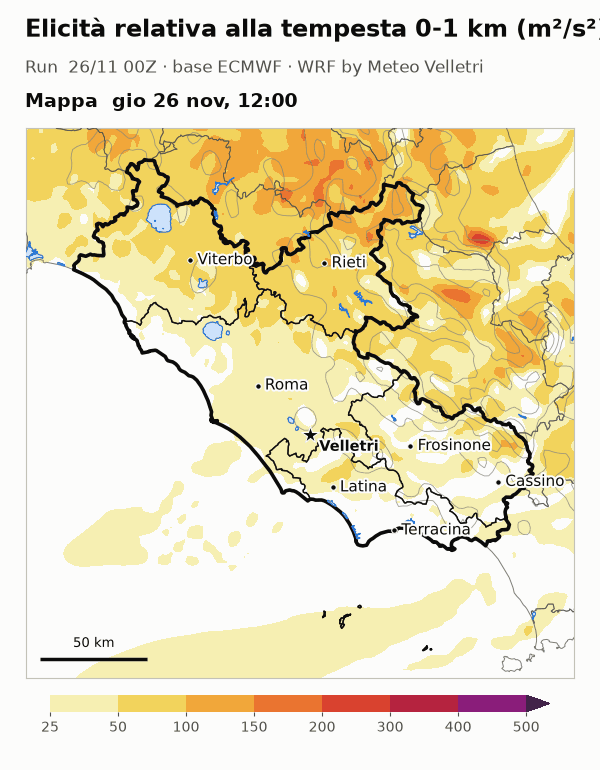 Elicità relativa alla tempesta 0-1 km (m²/s²)
Run  26/11 00Z · base ECMWF · WRF by Meteo Velletri
Mappa  gio 26 nov, 12:00
Viterbo
Rieti
Roma
Velletri
Frosinone
Cassino
Latina
Terracina
50 km
25 50 100 150 200 300 400 500